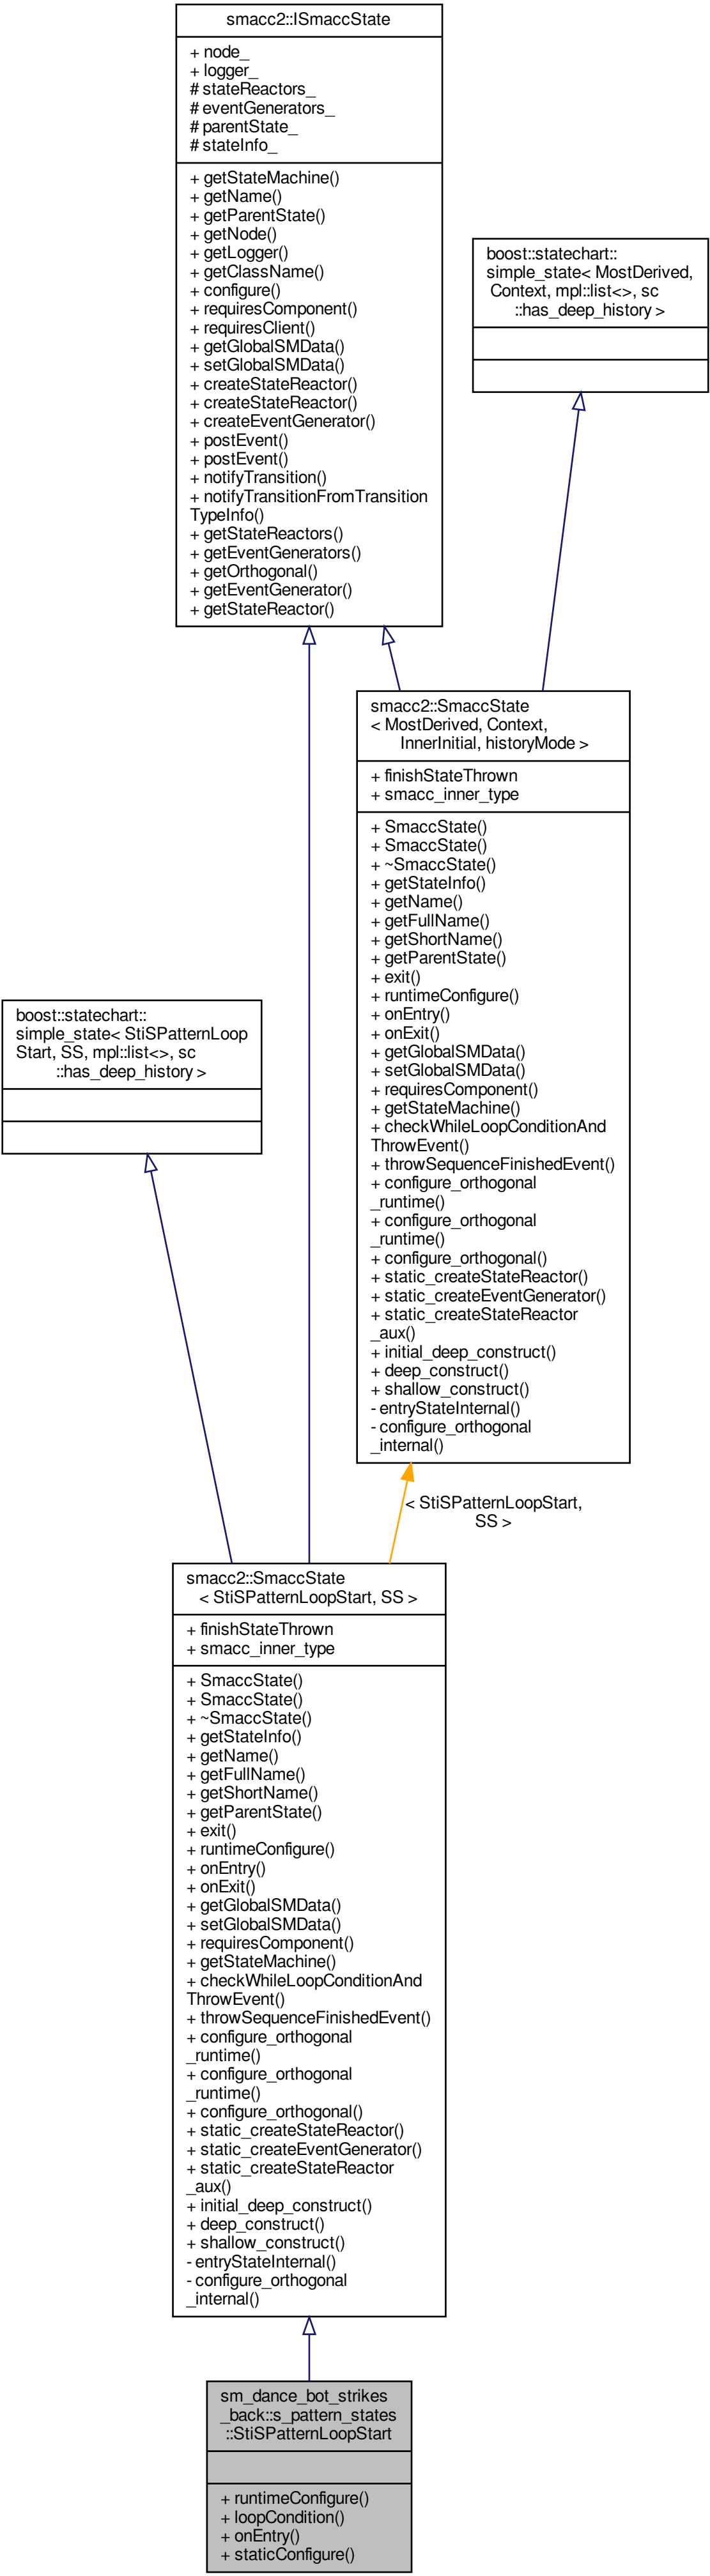 smacc2::ISmaccState
+ node_
+ logger_
# stateReactors_
# eventGenerators_
# parentState_
# stateInfo_
+ getStateMachine()
+ getName()
+ getParentState()
+ getNode()
+ getLogger()
+ getClassName()
+ configure()
+ requiresComponent()
+ requiresClient()
+ getGlobalSMData()
+ setGlobalSMData()
+ createStateReactor()
+ createStateReactor()
+ createEventGenerator()
+ postEvent()
+ postEvent()
+ notifyTransition()
+ notifyTransitionFromTransition
TypeInfo()
+ getStateReactors()
+ getEventGenerators()
+ getOrthogonal()
+ getEventGenerator()
+ getStateReactor()
boost::statechart::
simple_state< MostDerived,
Context, mpl::list<>, sc
::has_deep_history >
smacc2::SmaccState
< MostDerived, Context,
InnerInitial, historyMode >
+ finishStateThrown
+ smacc_inner_type
+ SmaccState()
+ SmaccState()
+ ~SmaccState()
+ getStateInfo()
+ getName()
+ getFullName()
+ getShortName()
+ getParentState()
+ exit()
+ runtimeConfigure()
+ onEntry()
+ onExit()
+ getGlobalSMData()
+ setGlobalSMData()
+ requiresComponent()
+ getStateMachine()
+ checkWhileLoopConditionAnd
ThrowEvent()
+ throwSequenceFinishedEvent()
+ configure_orthogonal
_runtime()
+ configure_orthogonal
_runtime()
+ configure_orthogonal()
+ static_createStateReactor()
+ static_createEventGenerator()
+ static_createStateReactor
_aux()
+ initial_deep_construct()
+ deep_construct()
+ shallow_construct()
- entryStateInternal()
- configure_orthogonal
_internal()
boost::statechart::
simple_state< StiSPatternLoop
Start, SS, mpl::list<>, sc
::has_deep_history >
< StiSPatternLoopStart,
SS >
smacc2::SmaccState
< StiSPatternLoopStart, SS >
+ finishStateThrown
+ smacc_inner_type
+ SmaccState()
+ SmaccState()
+ ~SmaccState()
+ getStateInfo()
+ getName()
+ getFullName()
+ getShortName()
+ getParentState()
+ exit()
+ runtimeConfigure()
+ onEntry()
+ onExit()
+ getGlobalSMData()
+ setGlobalSMData()
+ requiresComponent()
+ getStateMachine()
+ checkWhileLoopConditionAnd
ThrowEvent()
+ throwSequenceFinishedEvent()
+ configure_orthogonal
_runtime()
+ configure_orthogonal
_runtime()
+ configure_orthogonal()
+ static_createStateReactor()
+ static_createEventGenerator()
+ static_createStateReactor
_aux()
+ initial_deep_construct()
+ deep_construct()
+ shallow_construct()
- entryStateInternal()
- configure_orthogonal
_internal()
sm_dance_bot_strikes
_back::s_pattern_states
::StiSPatternLoopStart
+ runtimeConfigure()
+ loopCondition()
+ onEntry()
+ staticConfigure()